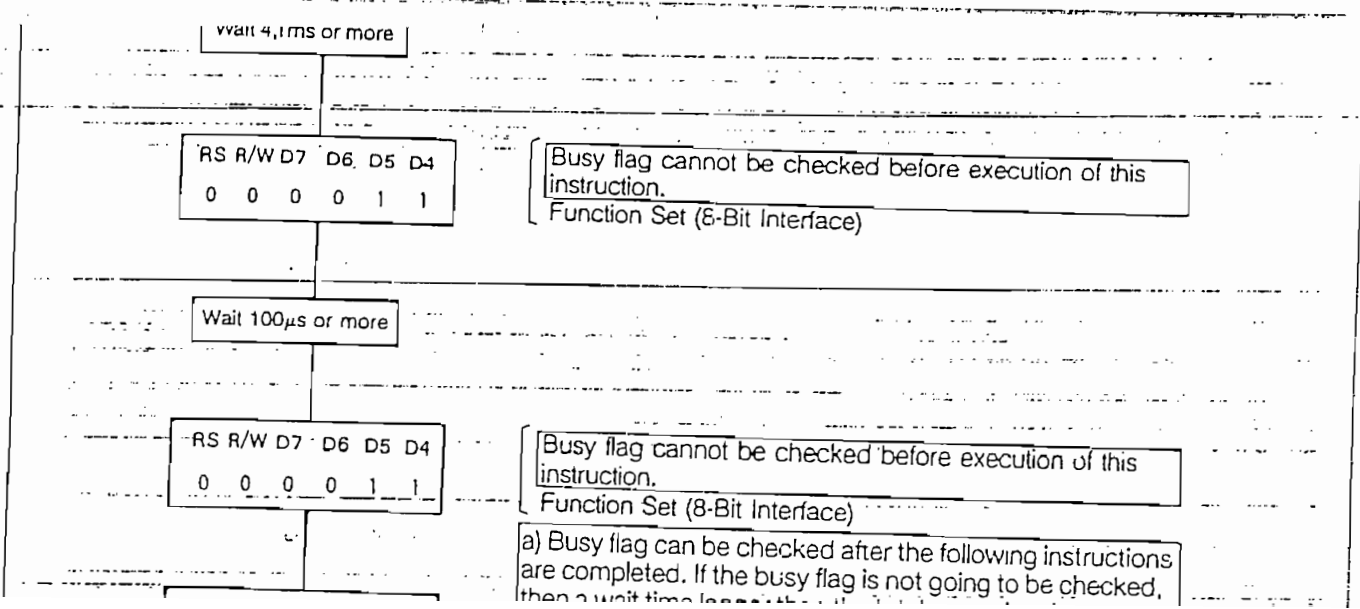 Wait 4,1ms or more
RS R/W D7 D6 D5 D4
0 0 0 0 1 1
Busy flag cannot be checked before execution of this
instruction.
Function Set (8-Bit Interface)
Wait 100μs or more
RS R/W D7 D6 D5 D4
0 0 0 0 1 1
Busy flag cannot be checked before execution of this
instruction.
Function Set (8-Bit Interface)
a) Busy flag can be checked after the following instructions
are completed. If the busy flag is not going to be checked,
then a wait time longer